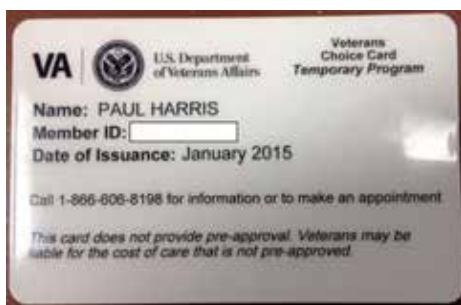 VA
U.S. Department
of Veterans Affairs
Veterans
Choice Card
Temporary Program
Name: PAUL HARRIS
Member ID:
Date of Issuance: January 2015
Call 1-866-606-8198 for information or to make an appointment
This card does not provide pre-approval. Veterans may be
liable for the cost of care that is not pre-approved.